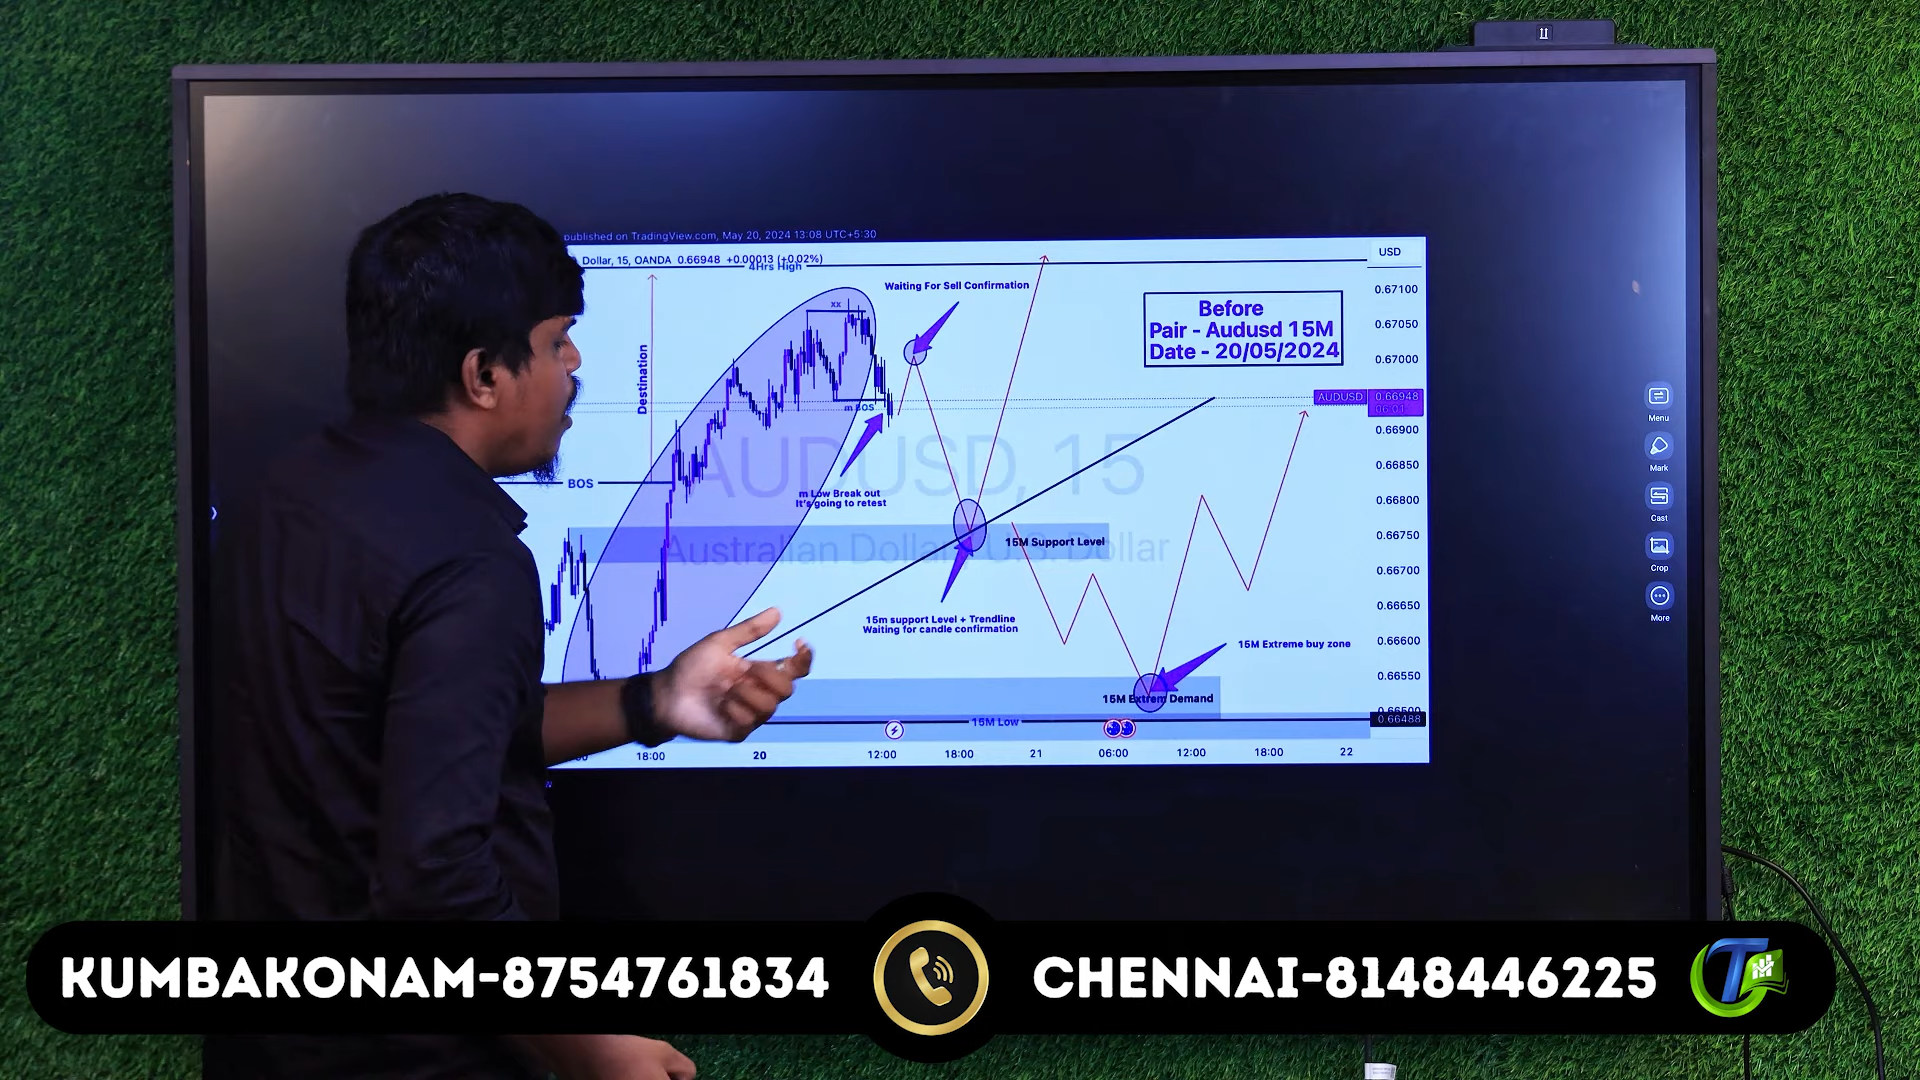 published on TradingView.com, May 20, 2024 13:08 UTC+5:30
Dollar, 15, OANDA 0.66948 +0.00013 (+0.02%)
USD
4Hrs High
Waiting For Sell Confirmation
0.67100
xx
Before
Pair - Audusd 15M
Date - 20/05/2024
0.67050
0.67000
Destination
AUDUSD 0.66948
m BOS
0.66900
AUDUSD, 15
0.66850
BOS
m Low Break out
It's going to retest
0.66800
0.66750
15M Support Level
Australian Dollar
Dollar
0.66700
0.66650
15m support Level + Trendline
Waiting for candle confirmation
0.66600
15M Extreme buy zone
0.66550
15M Extrem Demand
0.66500
15M Low
0.66488
18:00 20 12:00 18:00 21 06:00 12:00 18:00 22
Menu
Mark
Cast
Crop
More
KUMBAKONAM-8754761834
CHENNAI-8148446225